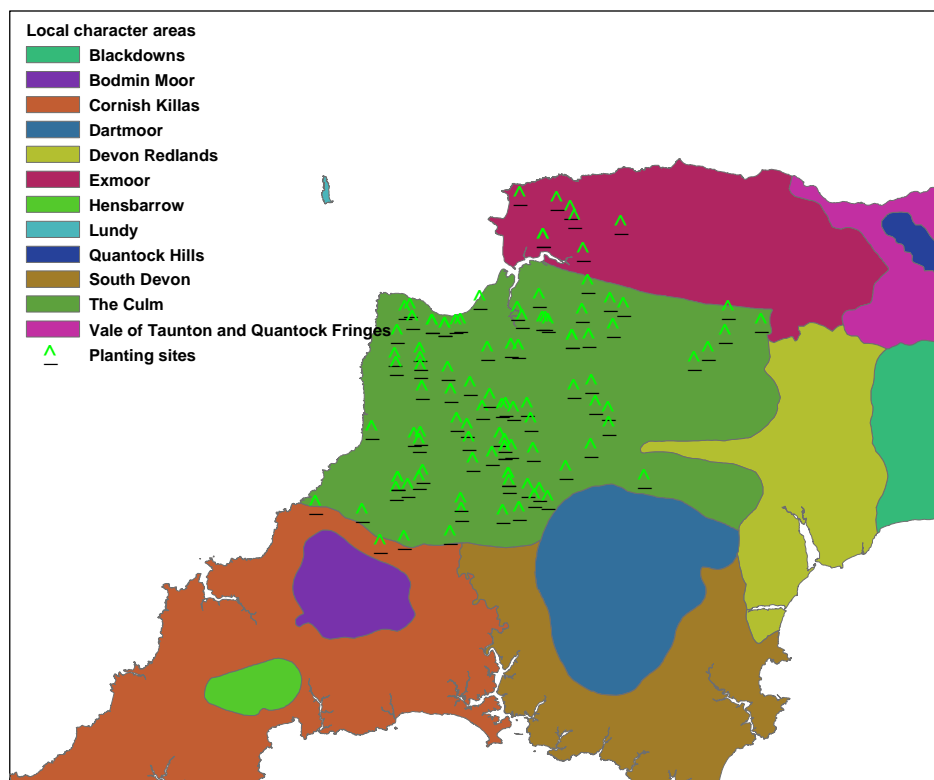 Local character areas
Blackdowns
Bodmin Moor
Cornish Killas
Dartmoor
Devon Redlands
Exmoor
Hensbarrow
Lundy
Quantock Hills
South Devon
The Culm
Vale of Taunton and Quantock Fringes
Planting sites